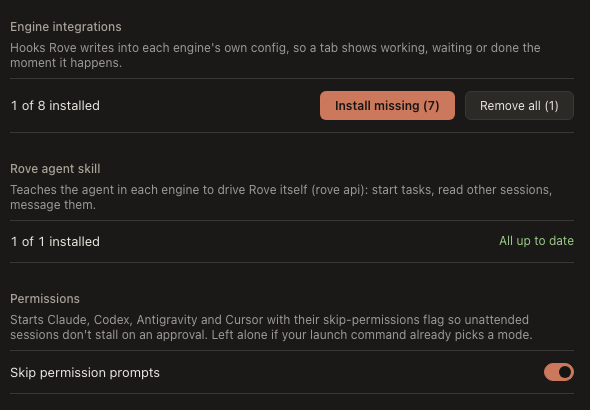 Engine integrations
Hooks Rove writes into each engine's own config, so a tab shows working, waiting or done the
moment it happens.
1 of 8 installed
Install missing (7)
Remove all (1)
Rove agent skill
Teaches the agent in each engine to drive Rove itself (rove api): start tasks, read other sessions,
message them.
1 of 1 installed
All up to date
Permissions
Starts Claude, Codex, Antigravity and Cursor with their skip-permissions flag so unattended
sessions don't stall on an approval. Left alone if your launch command already picks a mode.
Skip permission prompts